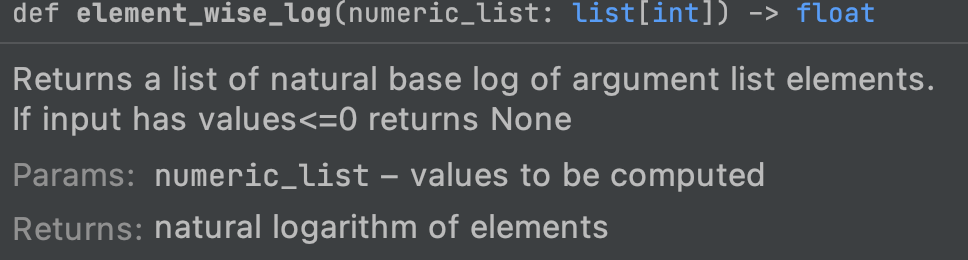 def element_wise_log(numeric_list: list[int]) -> float
Returns a list of natural base log of argument list elements.
If input has values<=0 returns None
Params: numeric_list – values to be computed
Returns: natural logarithm of elements